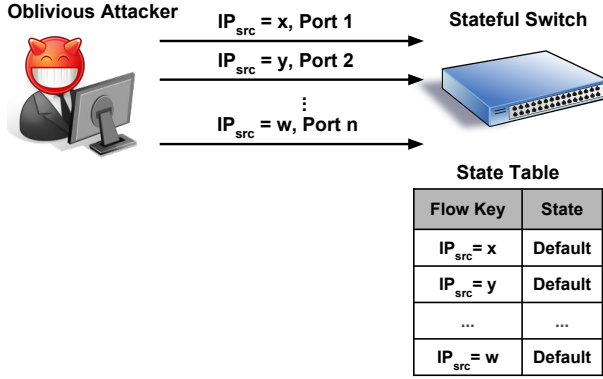 Oblivious Attacker
IPsrc = x, Port 1
Stateful Switch
IPsrc = y, Port 2
⋮
IPsrc = w, Port n
State Table
Flow Key State
IPsrc= x Default
IPsrc= y Default
... ...
IPsrc= w Default